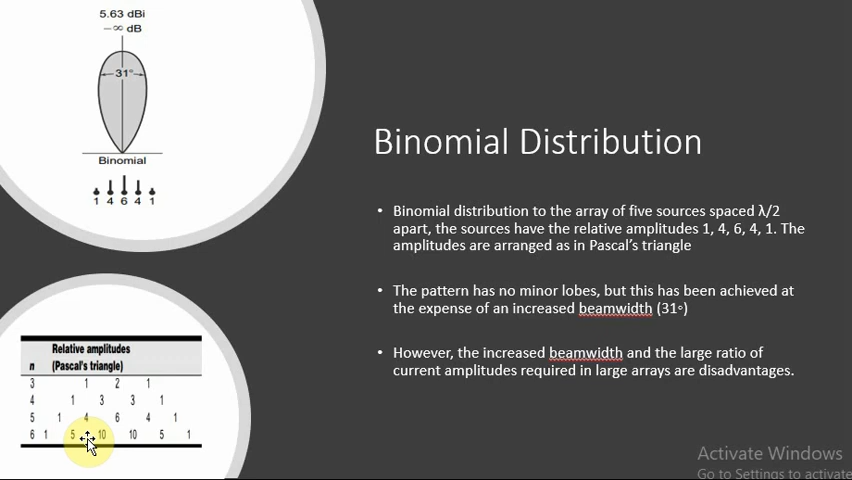 5.63 dBi
−∞ dB
31°
Binomial
1 4 6 4 1
Binomial Distribution
• Binomial distribution to the array of five sources spaced λ/2
apart, the sources have the relative amplitudes 1, 4, 6, 4, 1. The
amplitudes are arranged as in Pascal's triangle
• The pattern has no minor lobes, but this has been achieved at
the expense of an increased beamwidth (31◦)
• However, the increased beamwidth and the large ratio of
current amplitudes required in large arrays are disadvantages.
Relative amplitudes
n (Pascal's triangle)
3 1 2 1
4 1 3 3 1
5 1 4 6 4 1
6 1 5 10 10 5 1
Activate Windows
Go to Settings to activate